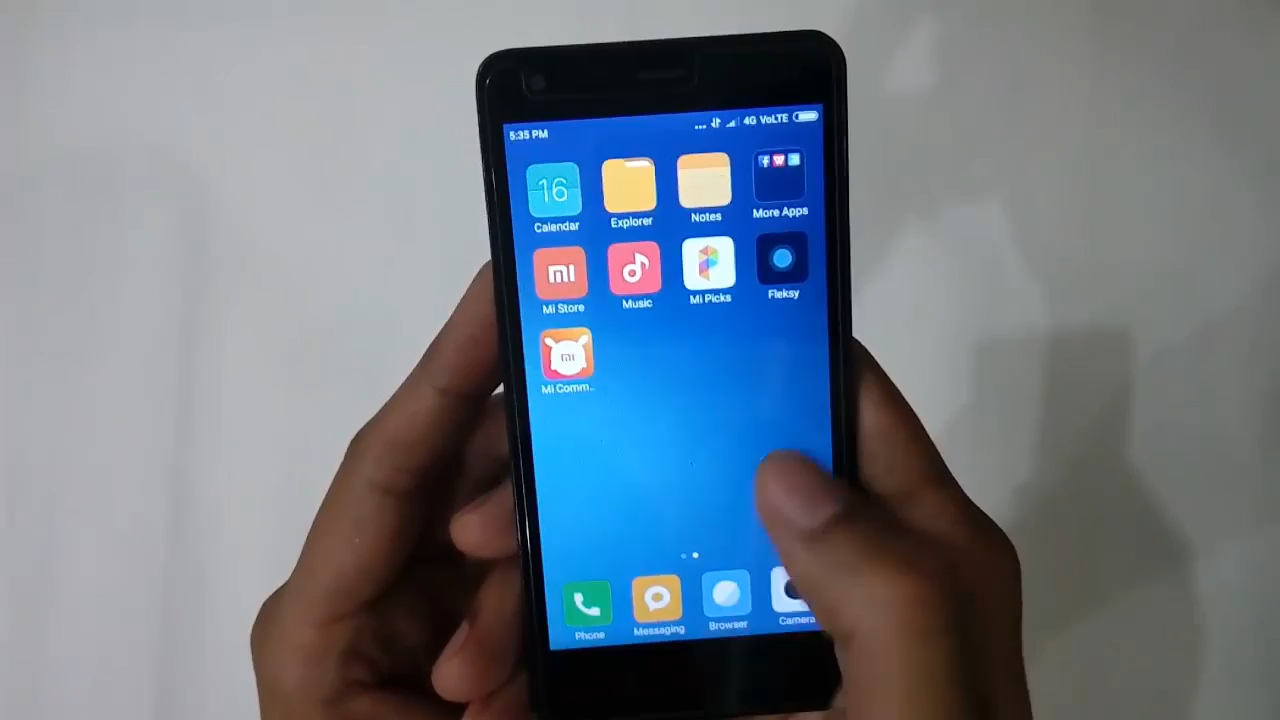 5:35 PM
... 4G VoLTE
16
Calendar
Explorer
Notes
More Apps
mi
Mi Store
Music
Mi Picks
Fleksy
mi
Mi Comm..
Phone
Messaging
Browser
Camera